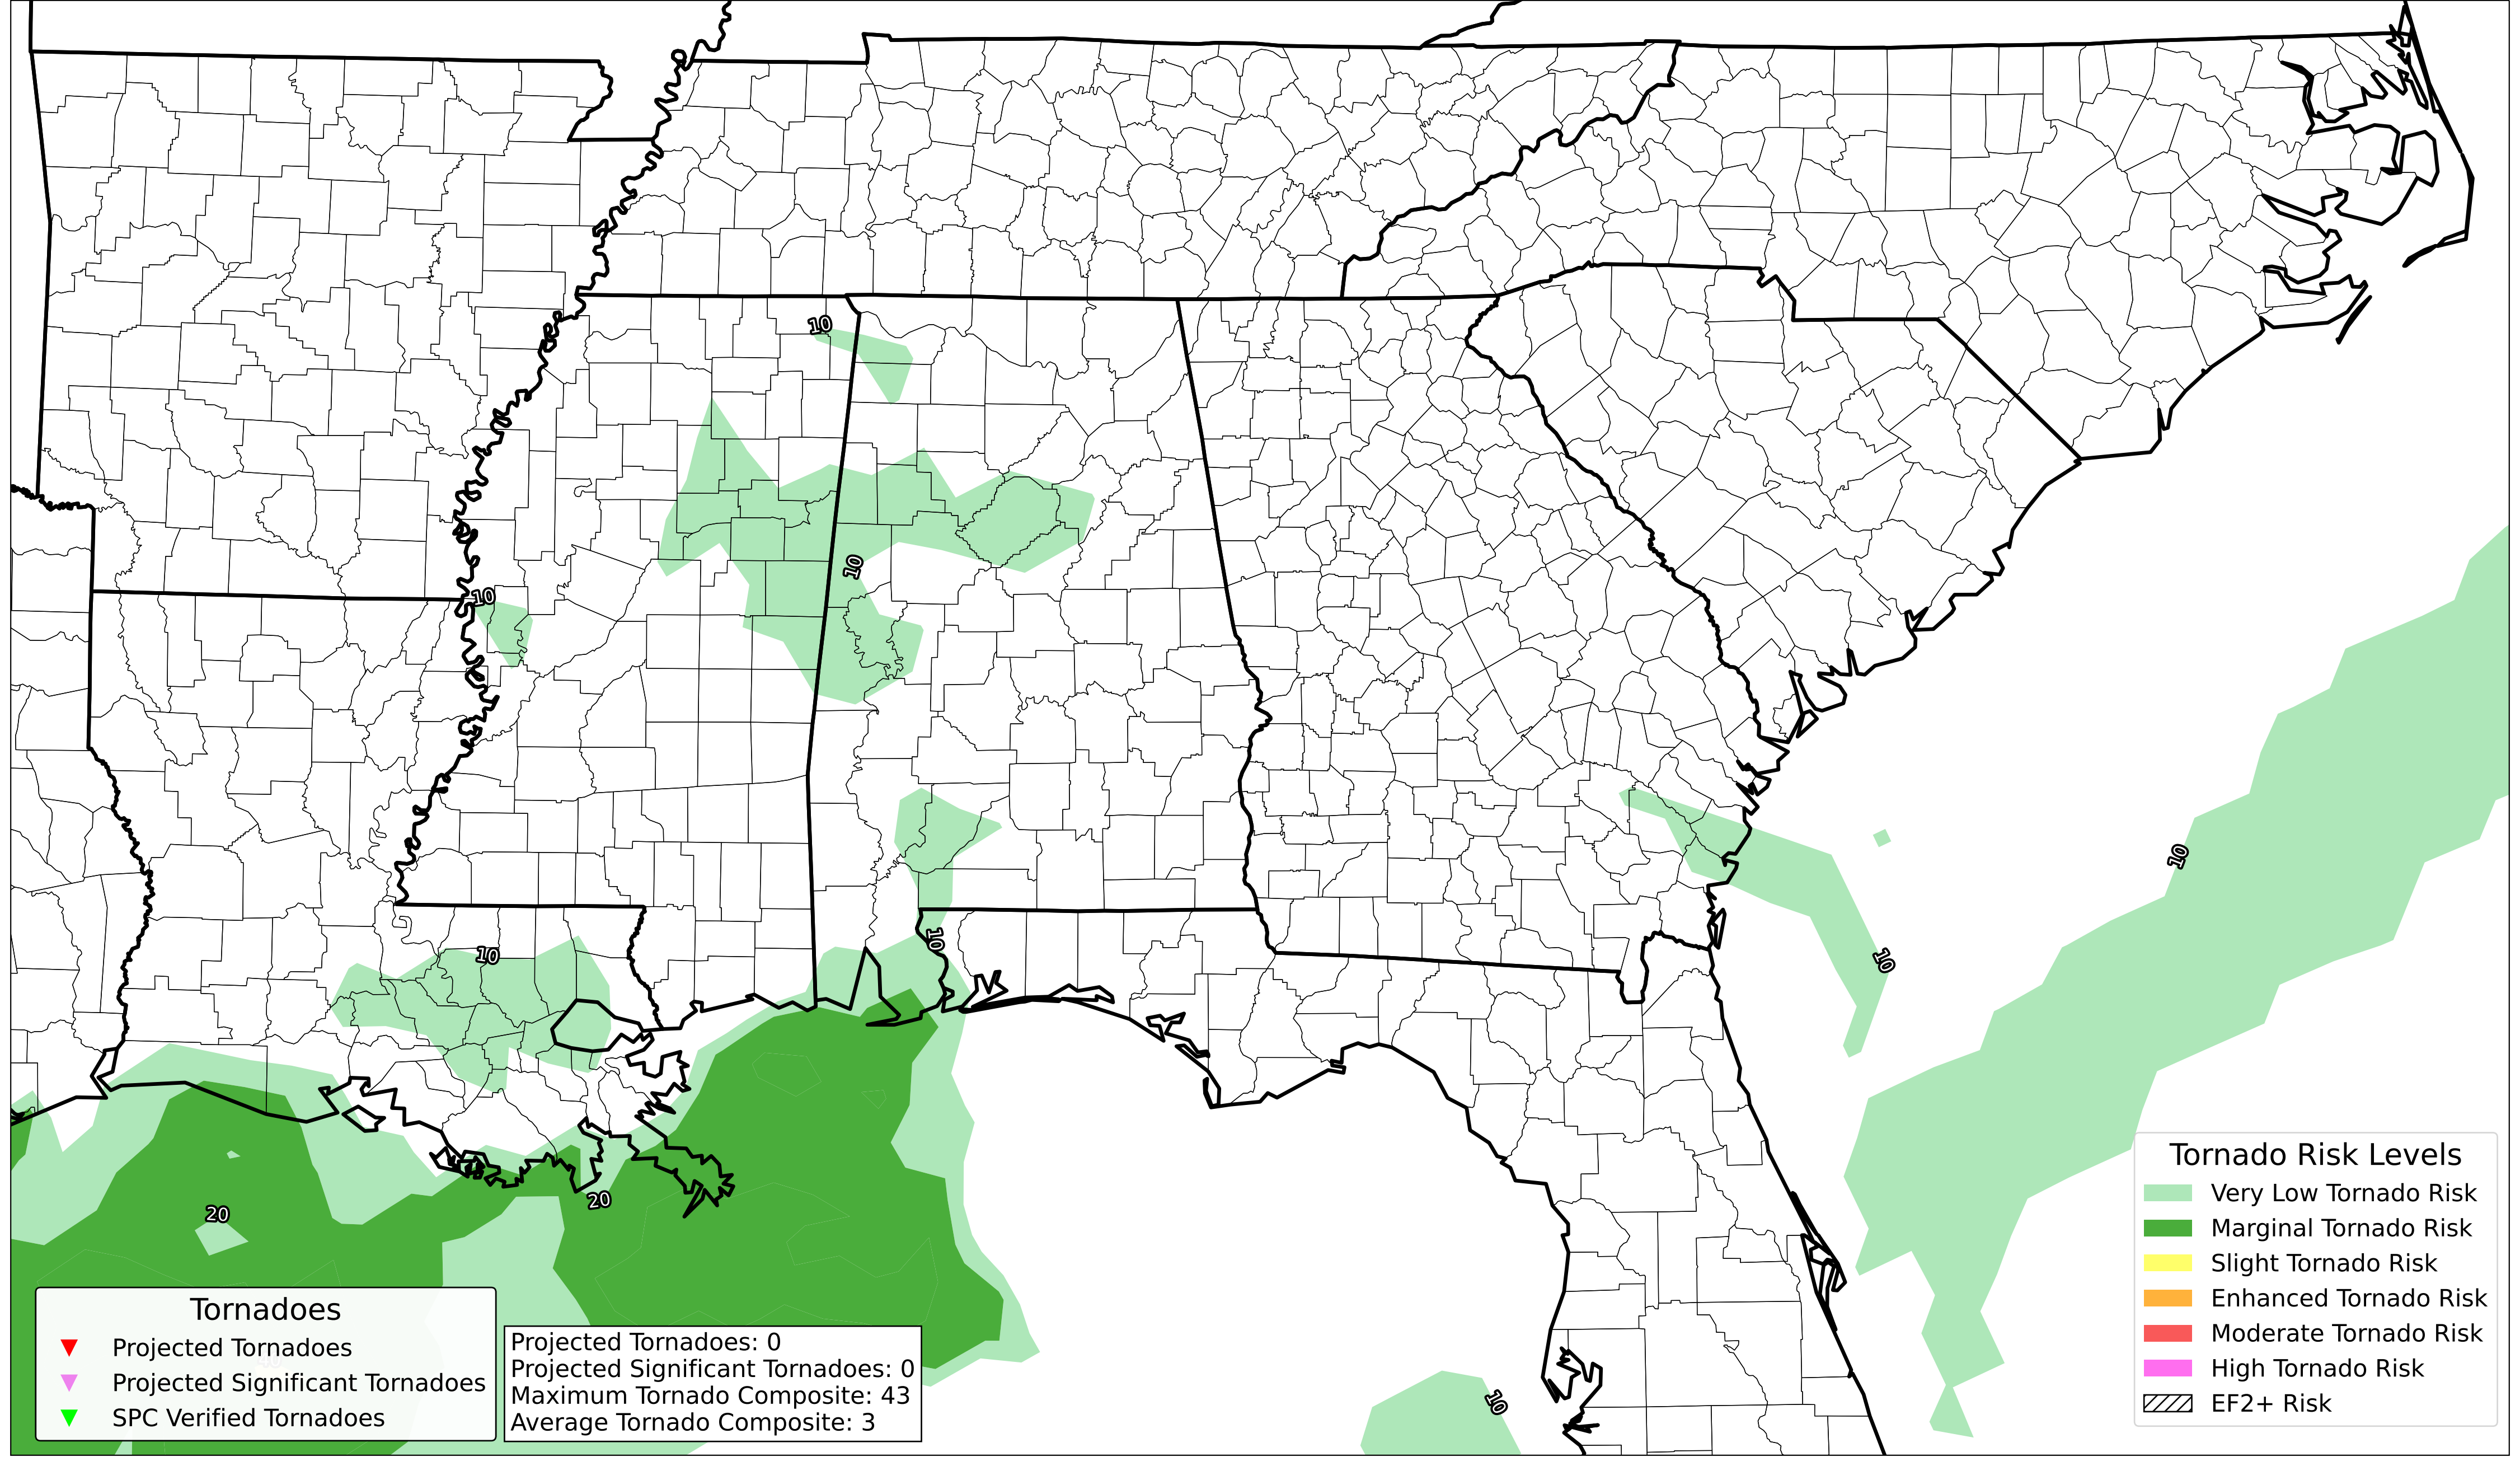 10
10
10
10
10
10
10
10
10
20
20
Tornadoes
Projected Tornadoes
Projected Significant Tornadoes
SPC Verified Tornadoes
Projected Tornadoes: 0
Projected Significant Tornadoes: 0
Maximum Tornado Composite: 43
Average Tornado Composite: 3
Tornado Risk Levels
Very Low Tornado Risk
Marginal Tornado Risk
Slight Tornado Risk
Enhanced Tornado Risk
Moderate Tornado Risk
High Tornado Risk
EF2+ Risk